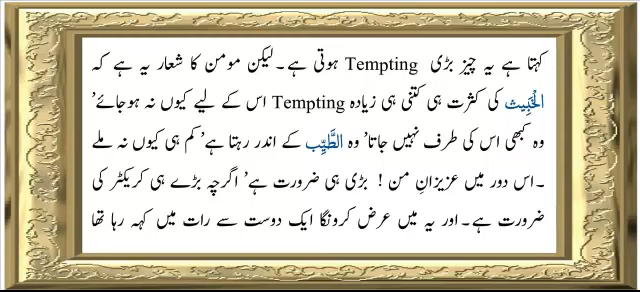 کہتا ہے یہ چیز بڑی Tempting ہوتی ہے۔ لیکن مومن کا شعار یہ ہے کہ
الْخَبِیْث کی کثرت ہی کتنی ہی زیادہ Tempting اس کے لیے کیوں نہ ہوجائے'
وہ کبھی اس کی طرف نہیں جاتا' وہ الطَّیِّب کے اندر رہتا ہے' کم ہی کیوں نہ ملے
۔اس دور میں عزیزانِ من ! بڑی ہی ضرورت ہے' اگرچہ بڑے ہی کریکٹر کی
ضرورت ہے۔ اور یہ میں عرض کرونگا ایک دوست سے رات میں کہہ رہا تھا